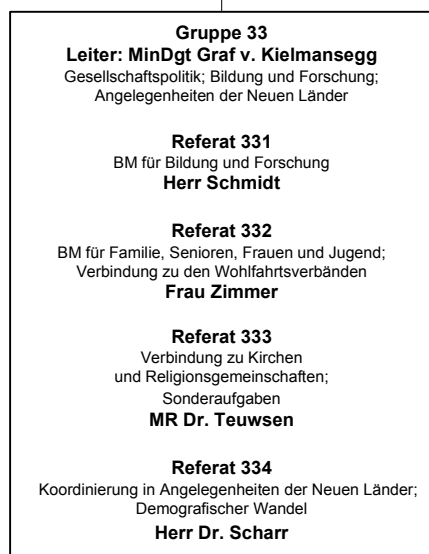 Gruppe 33
Leiter: MinDgt Graf v. Kielmansegg
Gesellschaftspolitik; Bildung und Forschung;
Angelegenheiten der Neuen Länder
Referat 331
BM für Bildung und Forschung
Herr Schmidt
Referat 332
BM für Familie, Senioren, Frauen und Jugend;
Verbindung zu den Wohlfahrtsverbänden
Frau Zimmer
Referat 333
Verbindung zu Kirchen
und Religionsgemeinschaften;
Sonderaufgaben
MR Dr. Teuwsen
Referat 334
Koordinierung in Angelegenheiten der Neuen Länder;
Demografischer Wandel
Herr Dr. Scharr